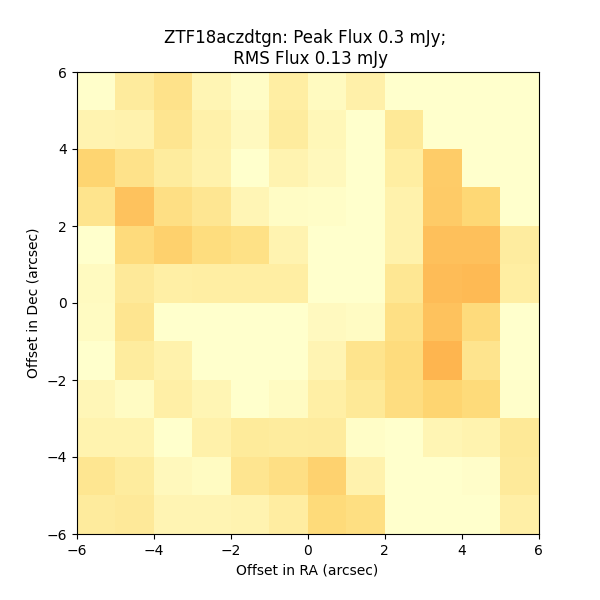 ZTF18aczdtgn: Peak Flux 0.3 mJy;
RMS Flux 0.13 mJy
6
4
2
0
−2
−4
−6
Offset in Dec (arcsec)
−6 −4 −2 0 2 4 6
Offset in RA (arcsec)